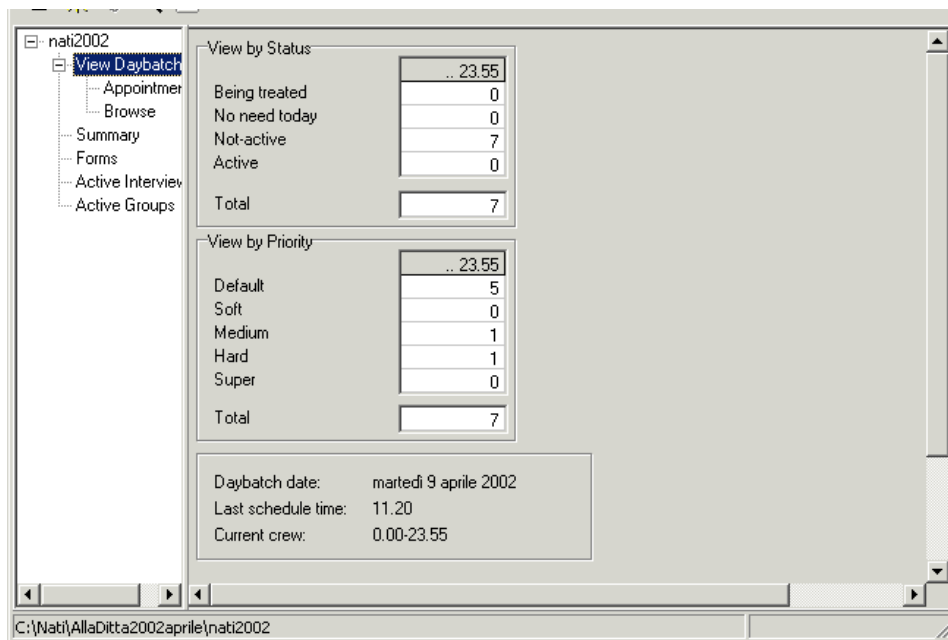 nati2002
View Daybatch
Appointmen
Browse
Summary
Forms
Active Interview
Active Groups
View by Status
.. 23.55
Being treated 0
No need today 0
Not-active 7
Active 0
Total 7
View by Priority
.. 23.55
Default 5
Soft 0
Medium 1
Hard 1
Super 0
Total 7
Daybatch date: martedì 9 aprile 2002
Last schedule time: 11.20
Current crew: 0.00-23.55
C:\Nati\AllaDitta2002aprile\nati2002